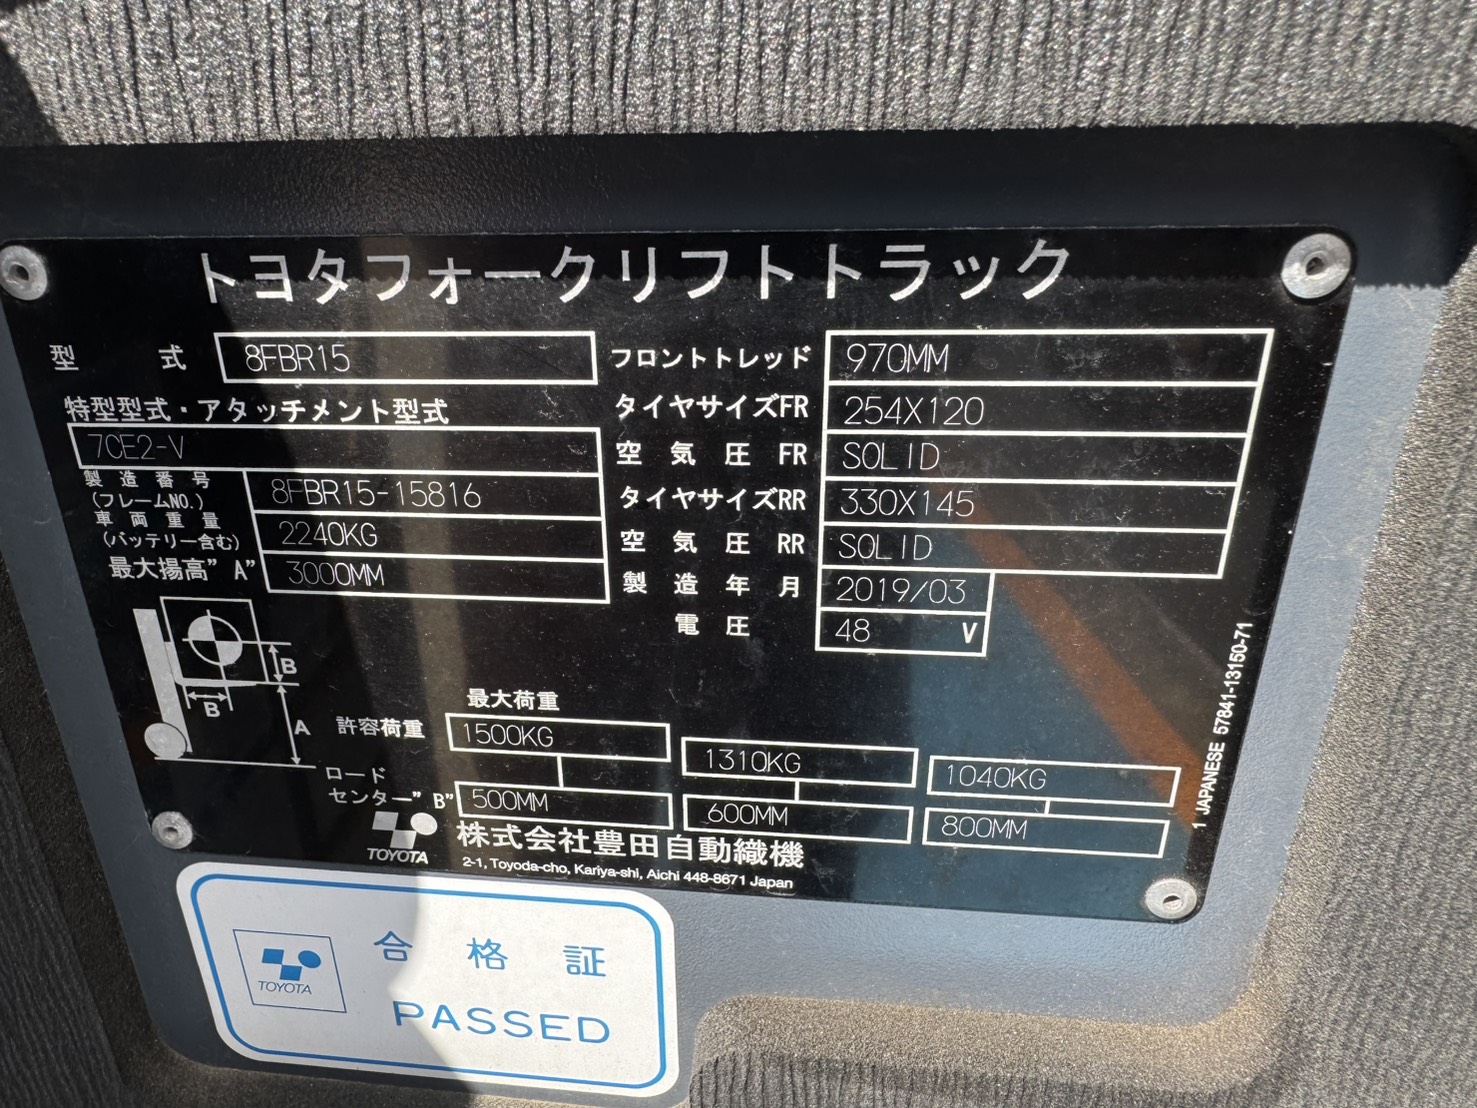 トヨタフォークリフトトラック
型 式 8FBR15
特型型式・アタッチメント型式
7CE2-V
製造番号
(フレームNO.) 8FBR15-15816
車両重量
(バッテリー含む) 2240KG
最大揚高"A" 3000MM
フロントトレッド 970MM
タイヤサイズFR 254X120
空気圧 FR SOLID
タイヤサイズRR 330X145
空気圧 RR SOLID
製造年月 2019/03
電圧 48 V
B
B
A
最大荷重
許容荷重 1500KG 1310KG 1040KG
ロード
センター"B" 500MM 600MM 800MM
TOYOTA 株式会社豊田自動織機
2-1, Toyoda-cho, Kariya-shi, Aichi 448-8671 Japan
1 JAPANESE 57841-13150-71
TOYOTA
合格証
PASSED